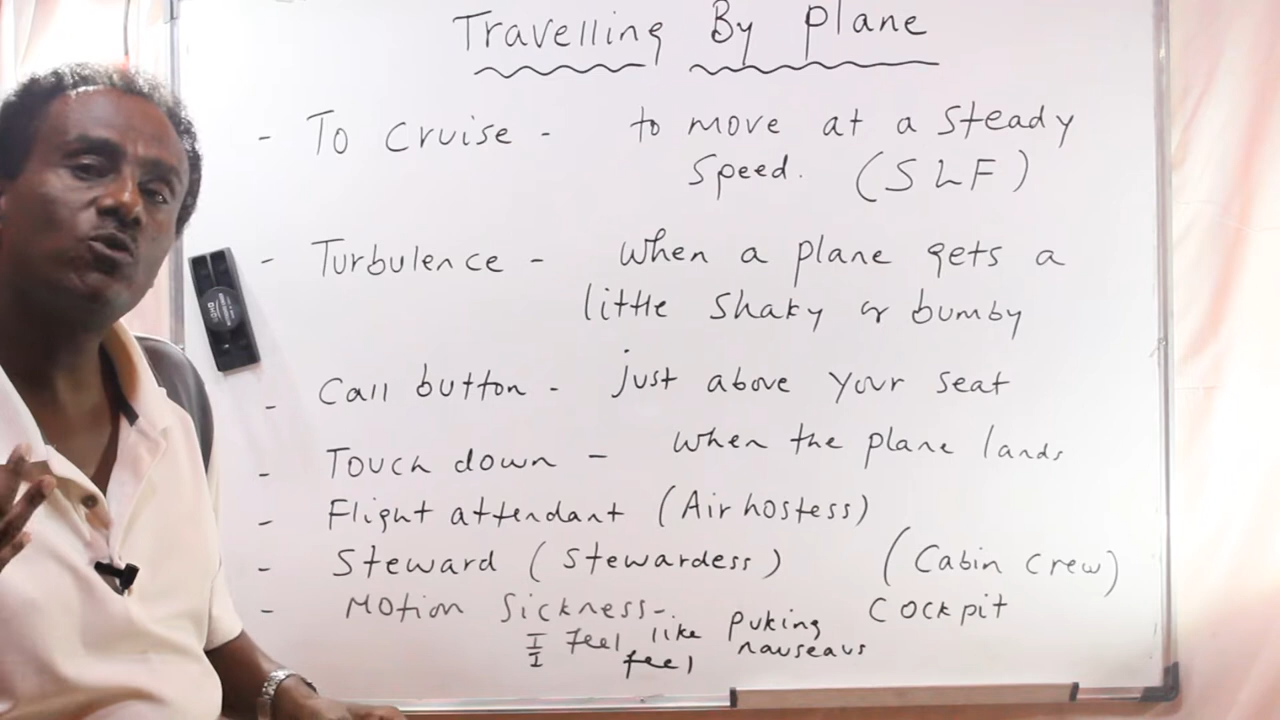 Travelling By plane
- To cruise - to move at a steady
speed. (SLF)
- Turbulence - when a plane gets a
little shaky or bumby
- Call button - just above your seat
- Touch down - when the plane lands
- Flight attendant (Air hostess)
- Steward (Stewardess) (Cabin crew)
- Motion Sickness- Cockpit
I feel like puking
I feel nauseaus